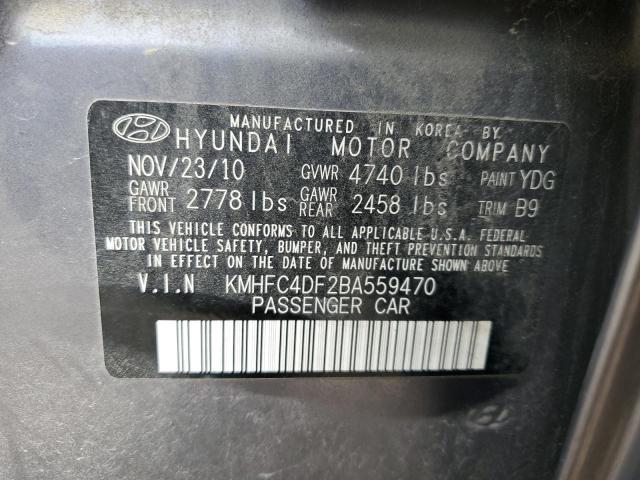 MANUFACTURED IN KOREA BY
HYUNDAI MOTOR COMPANY
NOV/23/10 GVWR 4740 lbs PAINT YDG
GAWR FRONT 2778 lbs GAWR REAR 2458 lbs TRIM B9
THIS VEHICLE CONFORMS TO ALL APPLICABLE U.S.A. FEDERAL
MOTOR VEHICLE SAFETY, BUMPER, AND THEFT PREVENTION STANDARDS
IN EFFECT ON THE DATE OF MANUFACTURE SHOWN ABOVE
V.I.N KMHFC4DF2BA559470
PASSENGER CAR